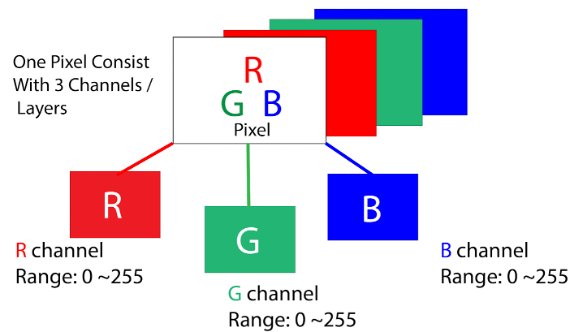 One Pixel Consist
With 3 Channels /
Layers
R
G B
Pixel
R
G
B
R channel
Range: 0 ~255
G channel
Range: 0 ~255
B channel
Range: 0 ~255